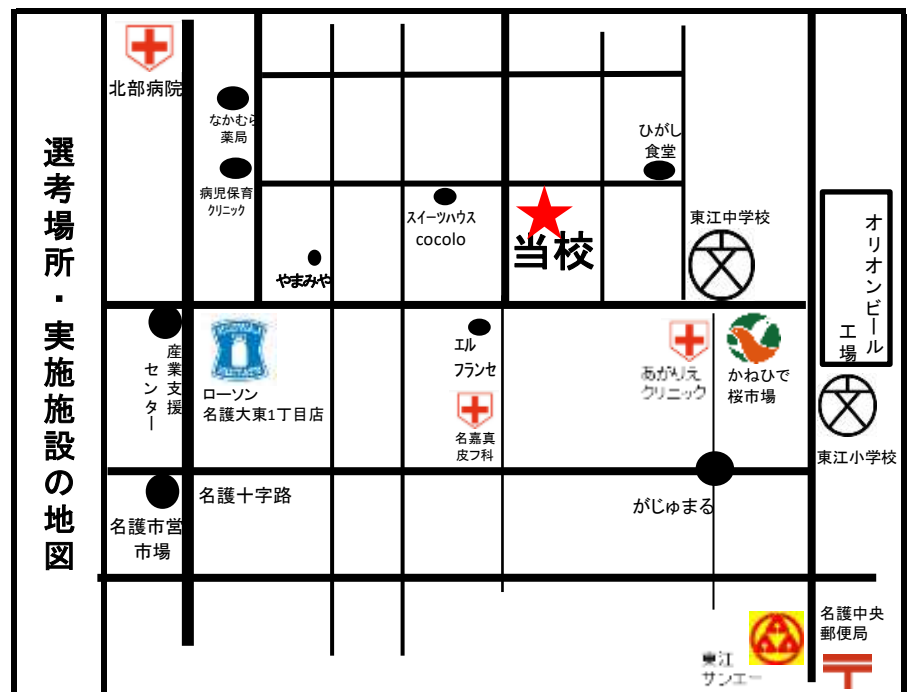 選考場所・実施施設の地図
北部病院
なかむら
薬局
病児保育
クリニック
ひがし
食堂
スイーツハウス
cocolo
当校
東江中学校
やまみや
オリオンビール
工場
産業支援
センター
ローソン
名護大東1丁目店
エル
フランセ
名嘉真
皮フ科
あがりえ
クリニック
かねひで
桜市場
東江小学校
名護市営
市場
名護十字路
がじゅまる
名護中央
郵便局
東江
サンエー